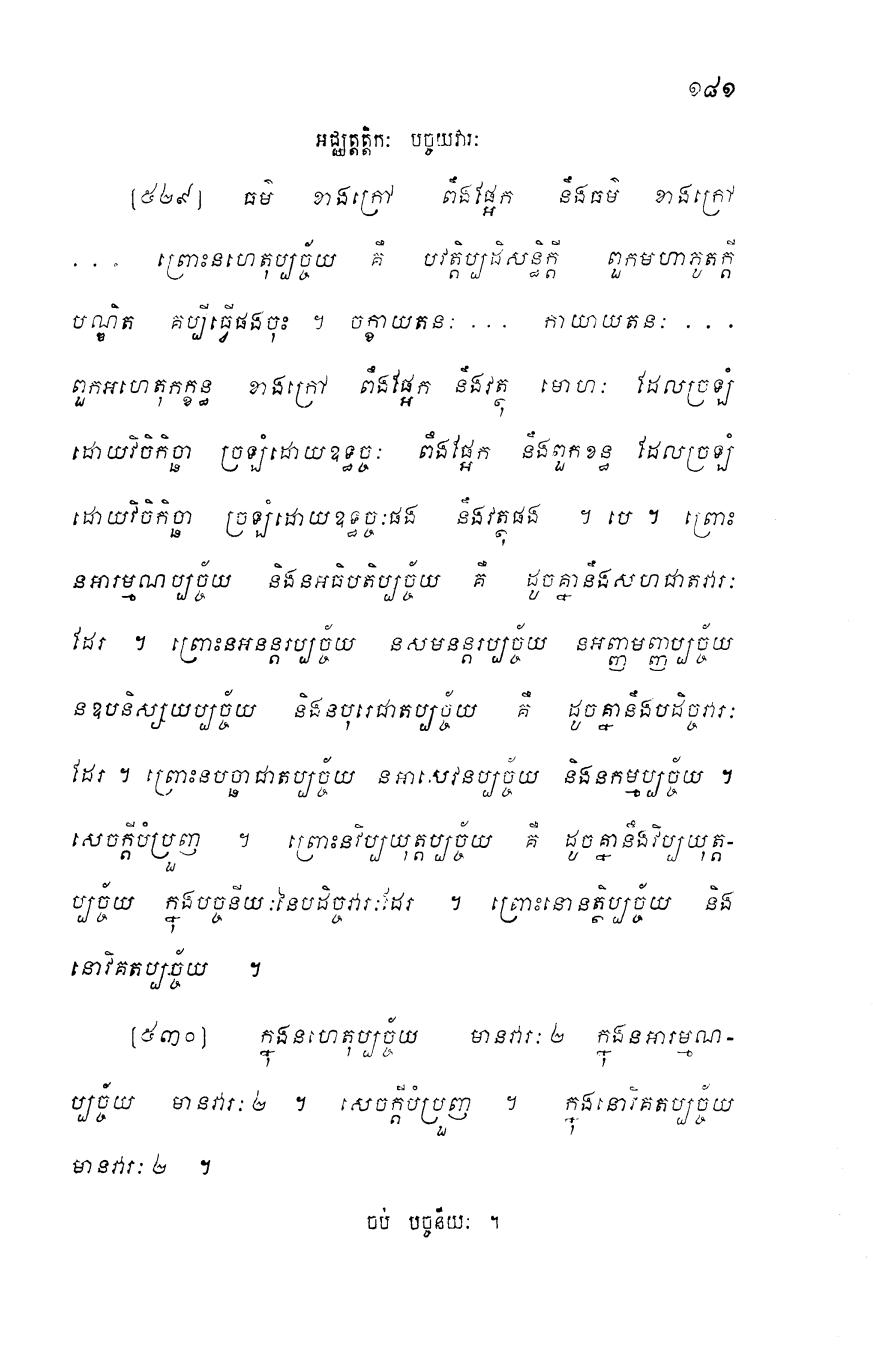 ១៨១
អជ្ឈត្តត្តិកៈ បច្ចយវារៈ
[៥២៩] ធម៌ ខាងក្រៅ ពឹងផ្អែក នឹងធម៌ ខាងក្រៅ
. . . ព្រោះនហេតុប្បច្ច័យ គឺ បវត្តិប្បដិសន្ធិក្តី ពួកមហាភូតក្តី
បណ្ឌិត គប្បីធ្វើផងចុះ ។ ចក្ខាយតនៈ . . . កាយាយតនៈ . . .
ពួកអហេតុកក្ខន្ធ ខាងក្រៅ ពឹងផ្អែក នឹងវត្ថុ មោហៈ ដែលច្រឡំ
ដោយវិចិកិច្ឆា ច្រឡំដោយឧទ្ធច្ចៈ ពឹងផ្អែក នឹងពួកខន្ធ ដែលច្រឡំ
ដោយវិចិកិច្ឆា ច្រឡំដោយឧទ្ធច្ចៈផង នឹងវត្ថុផង ។ បេ ។ ព្រោះ
នអារម្មណប្បច្ច័យ និងនអធិបតិប្បច្ច័យ គឺ ដូចគ្នានឹងសហជាតវារៈ
ដែរ ។ ព្រោះនអនន្តរប្បច្ច័យ នសមនន្តរប្បច្ច័យ នអញ្ញាមញ្ញាប្បច្ច័យ
នឧបនិស្សយប្បច្ច័យ និងនបុរេជាតប្បច្ច័យ គឺ ដូចគ្នានឹងបដិច្ចវារៈ
ដែរ ។ ព្រោះនបច្ឆាជាតប្បច្ច័យ នអាសេវនប្បច្ច័យ និងនកម្មប្បច្ច័យ ។
សេចក្តីបំប្រួញ ។ ព្រោះនវិប្បយុត្តប្បច្ច័យ គឺ ដូចគ្នានឹងវិប្បយុត្ត-
ប្បច្ច័យ ក្នុងបច្ចនីយៈនៃបដិច្ចវារៈដែរ ។ ព្រោះនោនត្ថិប្បច្ច័យ និង
នោវិគតប្បច្ច័យ ។
[៥៣០] ក្នុងនហេតុប្បច្ច័យ មានវារៈ ២ ក្នុងនអារម្មណ-
ប្បច្ច័យ មានវារៈ ២ ។ សេចក្តីបំប្រួញ ។ ក្នុងនោវិគតប្បច្ច័យ
មានវារៈ ២ ។
ចប់ បច្ចនីយៈ ។